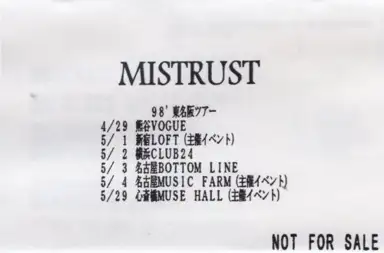 MISTRUST
98'東名阪ツアー
4/29 熊谷VOGUE
5/ 1 新宿LOFT(主催イベント)
5/ 2 横浜CLUB24
5/ 3 名古屋BOTTOM LINE
5/ 4 名古屋MUSIC FARM(主催イベント)
5/29 心斎橋MUSE HALL(主催イベント)
NOT FOR SALE